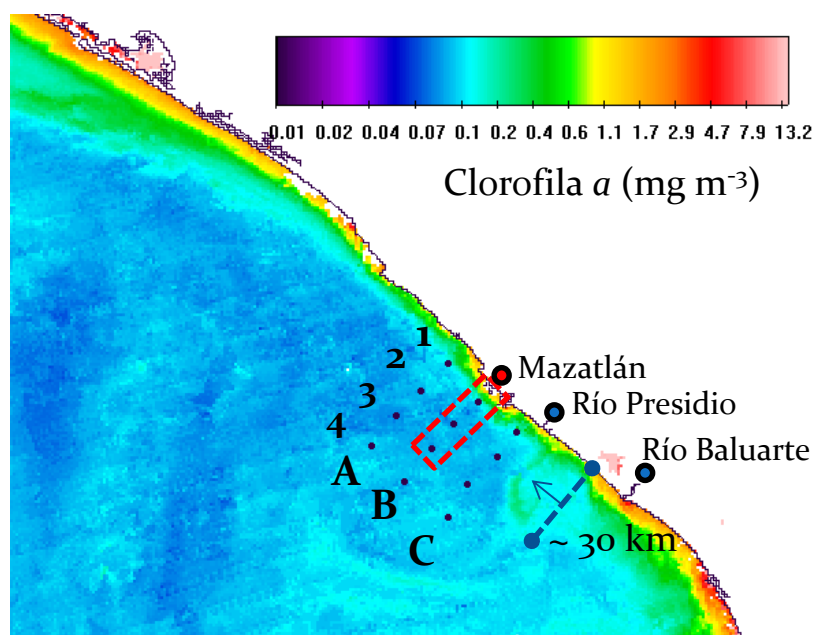 0.01 0.02 0.04 0.07 0.1 0.2 0.4 0.6 1.1 1.7 2.9 4.7 7.9 13.2
Clorofila a (mg m⁻³)
1
2
3
4
A
B
C
Mazatlán
Río Presidio
Río Baluarte
~ 30 km